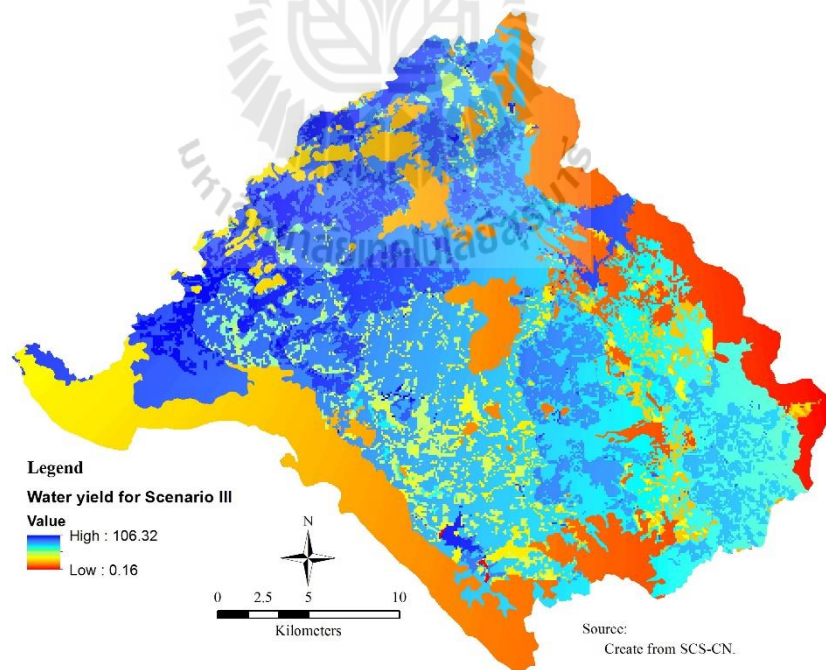 Legend
Water yield for Scenario III
Value
High : 106.32
Low : 0.16
N
0 2.5 5 10
Kilometers
Source:
Create from SCS-CN.